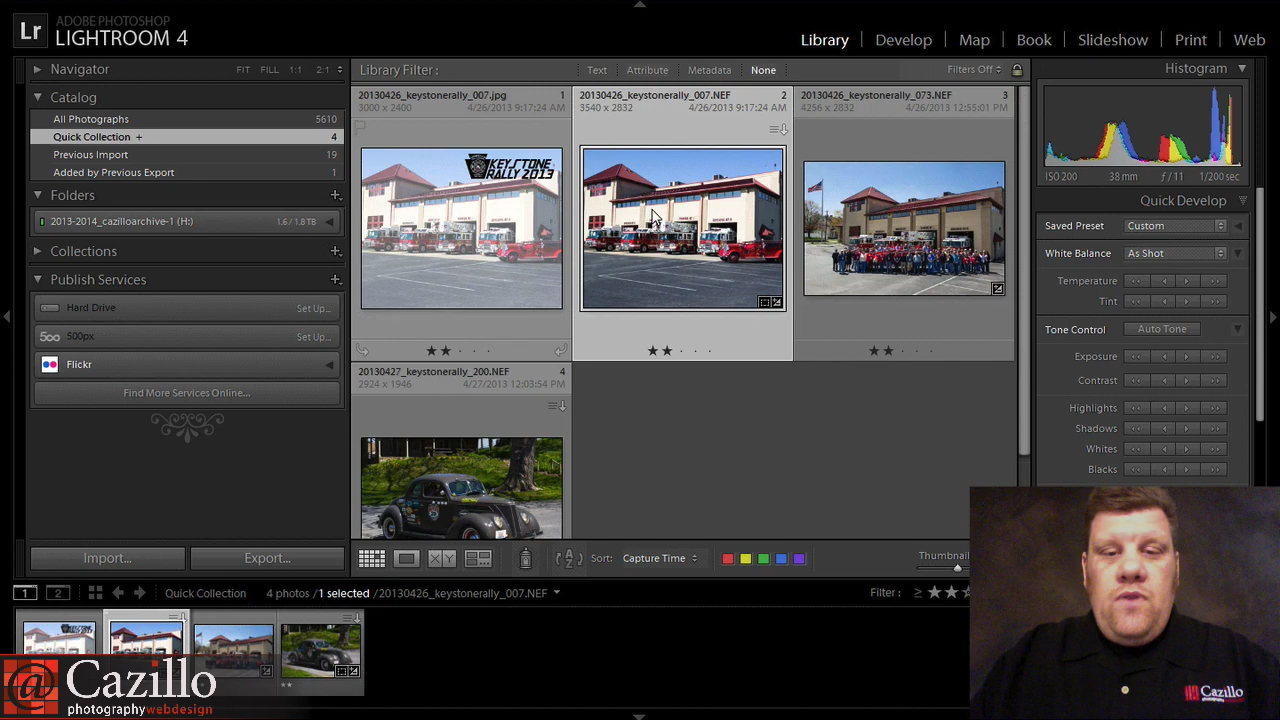 Lr
ADOBE PHOTOSHOP
LIGHTROOM 4
Library | Develop | Map | Book | Slideshow | Print | Web
Navigator FIT FILL 1:1 2:1
Catalog
All Photographs 5610
Quick Collection + 4
Previous Import 19
Added by Previous Export 1
Folders +
2013-2014_cazilloarchive-1 (H:) 1.6 / 1.8 TB
Collections +
Publish Services +
Hard Drive Set Up...
500px Set Up...
Flickr
Find More Services Online...
Import... Export...
Library Filter : Text Attribute Metadata None Filters Off
20130426_keystonerally_007.jpg 1
3000 x 2400 4/26/2013 9:17:24 AM
KEYSTONE
RALLY 2013
20130426_keystonerally_007.NEF 2
3540 x 2832 4/26/2013 9:17:24 AM
20130426_keystonerally_073.NEF 3
4256 x 2832 4/26/2013 12:55:01 PM
20130427_keystonerally_200.NEF 4
2924 x 1946 4/27/2013 12:03:54 PM
X Y A Z Sort: Capture Time Thumbnail
Histogram
ISO 200 38 mm ƒ / 11 1/200 sec
Quick Develop
Saved Preset Custom
White Balance As Shot
Temperature
Tint
Tone Control Auto Tone
Exposure
Contrast
Highlights
Shadows
Whites
Blacks
1 2 Quick Collection 4 photos / 1 selected / 20130426_keystonerally_007.NEF Filter : ≥
@Cazillo
photographywebdesign
Cazillo